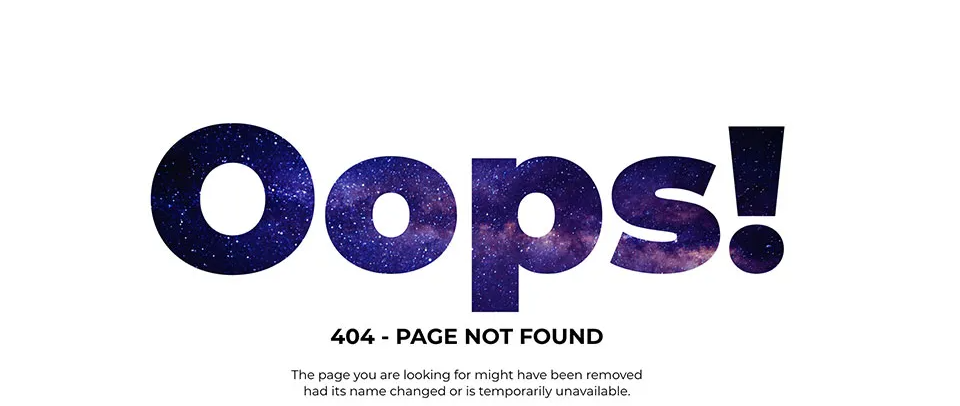 Oops!
404 - PAGE NOT FOUND
The page you are looking for might have been removed
had its name changed or is temporarily unavailable.